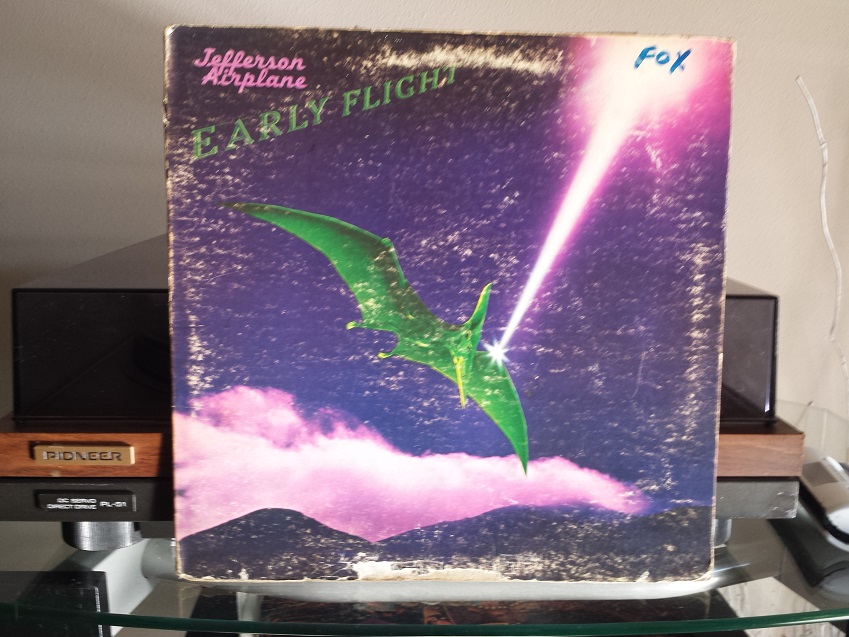 Jefferson
Airplane
EARLY FLIGHT
FOX
PIONEER
DC SERVO
DIRECT DRIVE PL-51